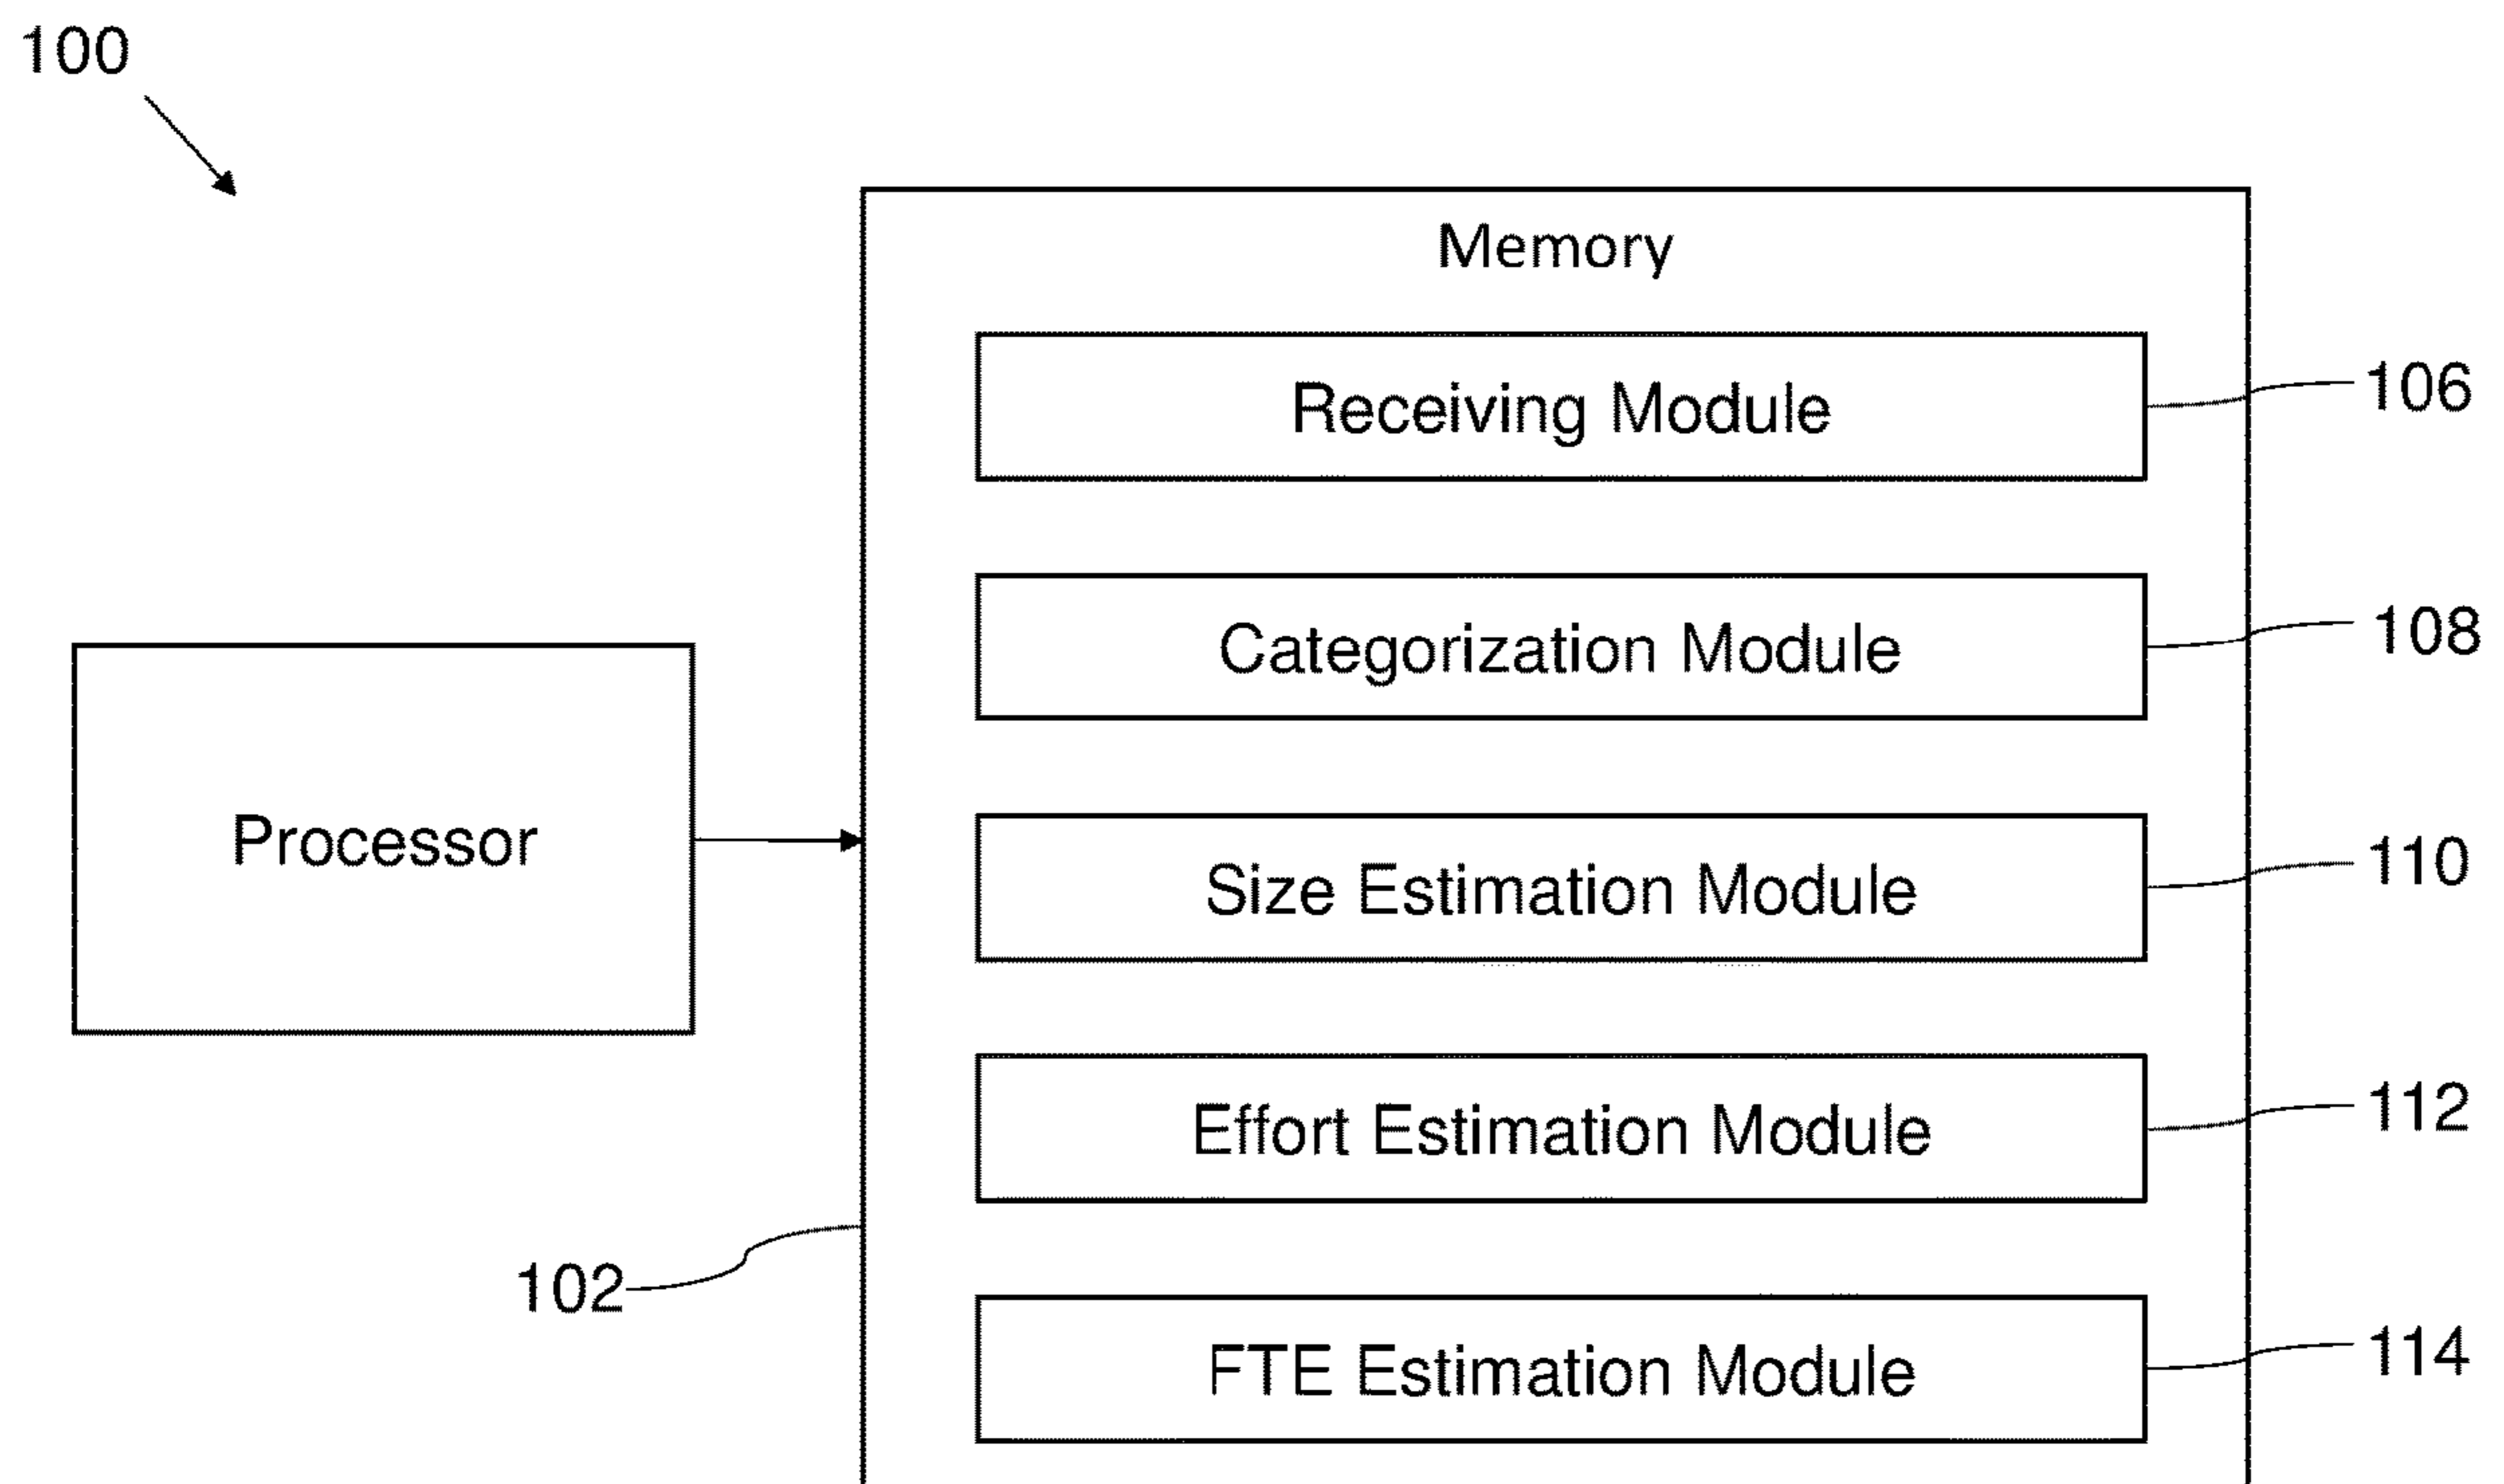 100
Memory
Receiving Module
106
Categorization Module
108
Processor
Size Estimation Module
110
Effort Estimation Module
112
102
FTE Estimation Module
114